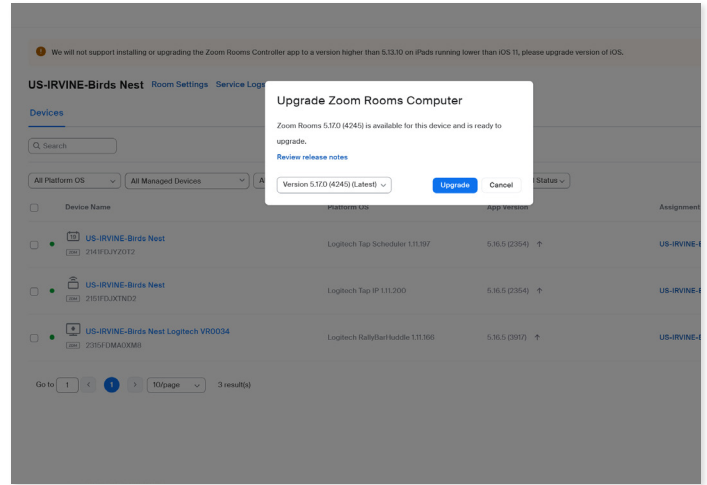 We will not support installing or upgrading the Zoom Rooms Controller app to a version higher than 5.13.10 on iPads running lower than iOS 11, please upgrade version of iOS.
US-IRVINE-Birds Nest Room Settings Service Logs
Devices
Search
Upgrade Zoom Rooms Computer
Zoom Rooms 5.17.0 (4245) is available for this device and is ready to
upgrade.
Review release notes
Version 5.17.0 (4245) (Latest) Upgrade Cancel
All Platform OS All Managed Devices Status
Device Name Platform OS App Version Assignment
US-IRVINE-Birds Nest
2141FDJYZ0T2
Logitech Tap Scheduler 1.11.197 5.16.5 (2354) US-IRVINE-
US-IRVINE-Birds Nest
2151FDJXTND2
Logitech Tap IP 1.11.200 5.16.5 (2354) US-IRVINE-
US-IRVINE-Birds Nest Logitech VR0034
2315FDMA0XM8
Logitech RallyBarHuddle 1.11.166 5.16.5 (3917) US-IRVINE-
Go to 1 1 10/page 3 result(s)